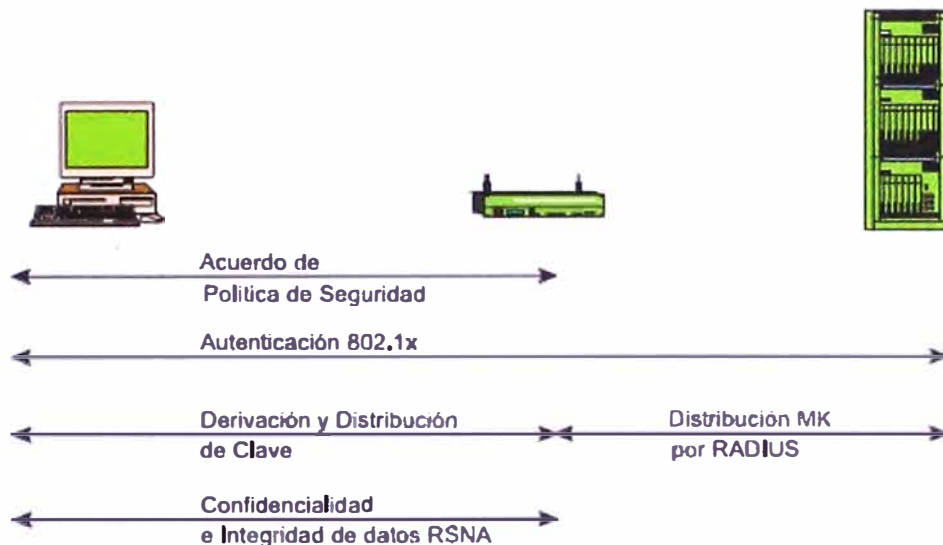 Acuerdo de
Politica de Seguridad
Autenticación 802.1x
Derivación y Distribución
de Clave
Distribución MK
por RADIUS
Confidencialidad
e Integridad de datos RSNA